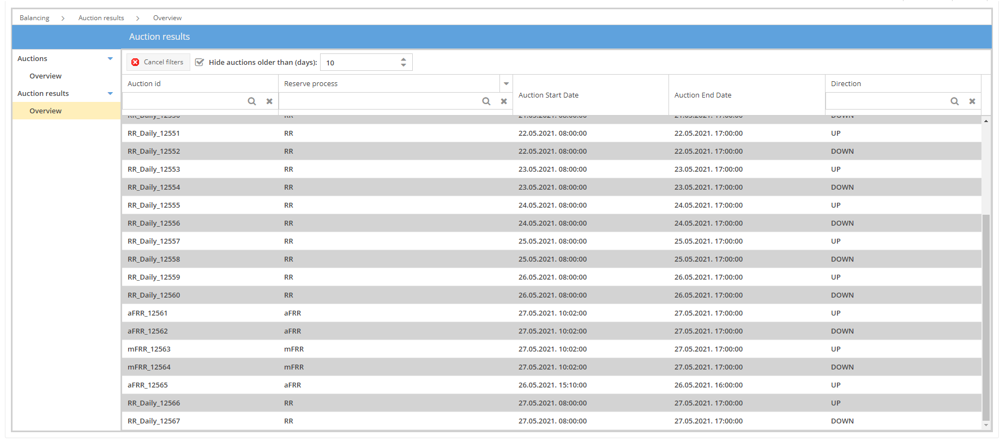 Balancing > Auction results > Overview
Auction results
Auctions
Overview
Auction results
Overview
Cancel filters Hide auctions older than (days): 10
Auction id Reserve process Auction Start Date Auction End Date Direction
RR_Daily_12551 RR 22.05.2021. 08:00:00 22.05.2021. 17:00:00 UP
RR_Daily_12552 RR 22.05.2021. 08:00:00 22.05.2021. 17:00:00 DOWN
RR_Daily_12553 RR 23.05.2021. 08:00:00 23.05.2021. 17:00:00 UP
RR_Daily_12554 RR 23.05.2021. 08:00:00 23.05.2021. 17:00:00 DOWN
RR_Daily_12555 RR 24.05.2021. 08:00:00 24.05.2021. 17:00:00 UP
RR_Daily_12556 RR 24.05.2021. 08:00:00 24.05.2021. 17:00:00 DOWN
RR_Daily_12557 RR 25.05.2021. 08:00:00 25.05.2021. 17:00:00 UP
RR_Daily_12558 RR 25.05.2021. 08:00:00 25.05.2021. 17:00:00 DOWN
RR_Daily_12559 RR 26.05.2021. 08:00:00 26.05.2021. 17:00:00 UP
RR_Daily_12560 RR 26.05.2021. 08:00:00 26.05.2021. 17:00:00 DOWN
aFRR_12561 aFRR 27.05.2021. 10:02:00 27.05.2021. 17:00:00 UP
aFRR_12562 aFRR 27.05.2021. 10:02:00 27.05.2021. 17:00:00 DOWN
mFRR_12563 mFRR 27.05.2021. 10:02:00 27.05.2021. 17:00:00 UP
mFRR_12564 mFRR 27.05.2021. 10:02:00 27.05.2021. 17:00:00 DOWN
aFRR_12565 aFRR 26.05.2021. 15:10:00 26.05.2021. 16:00:00 UP
RR_Daily_12566 RR 27.05.2021. 08:00:00 27.05.2021. 17:00:00 UP
RR_Daily_12567 RR 27.05.2021. 08:00:00 27.05.2021. 17:00:00 DOWN